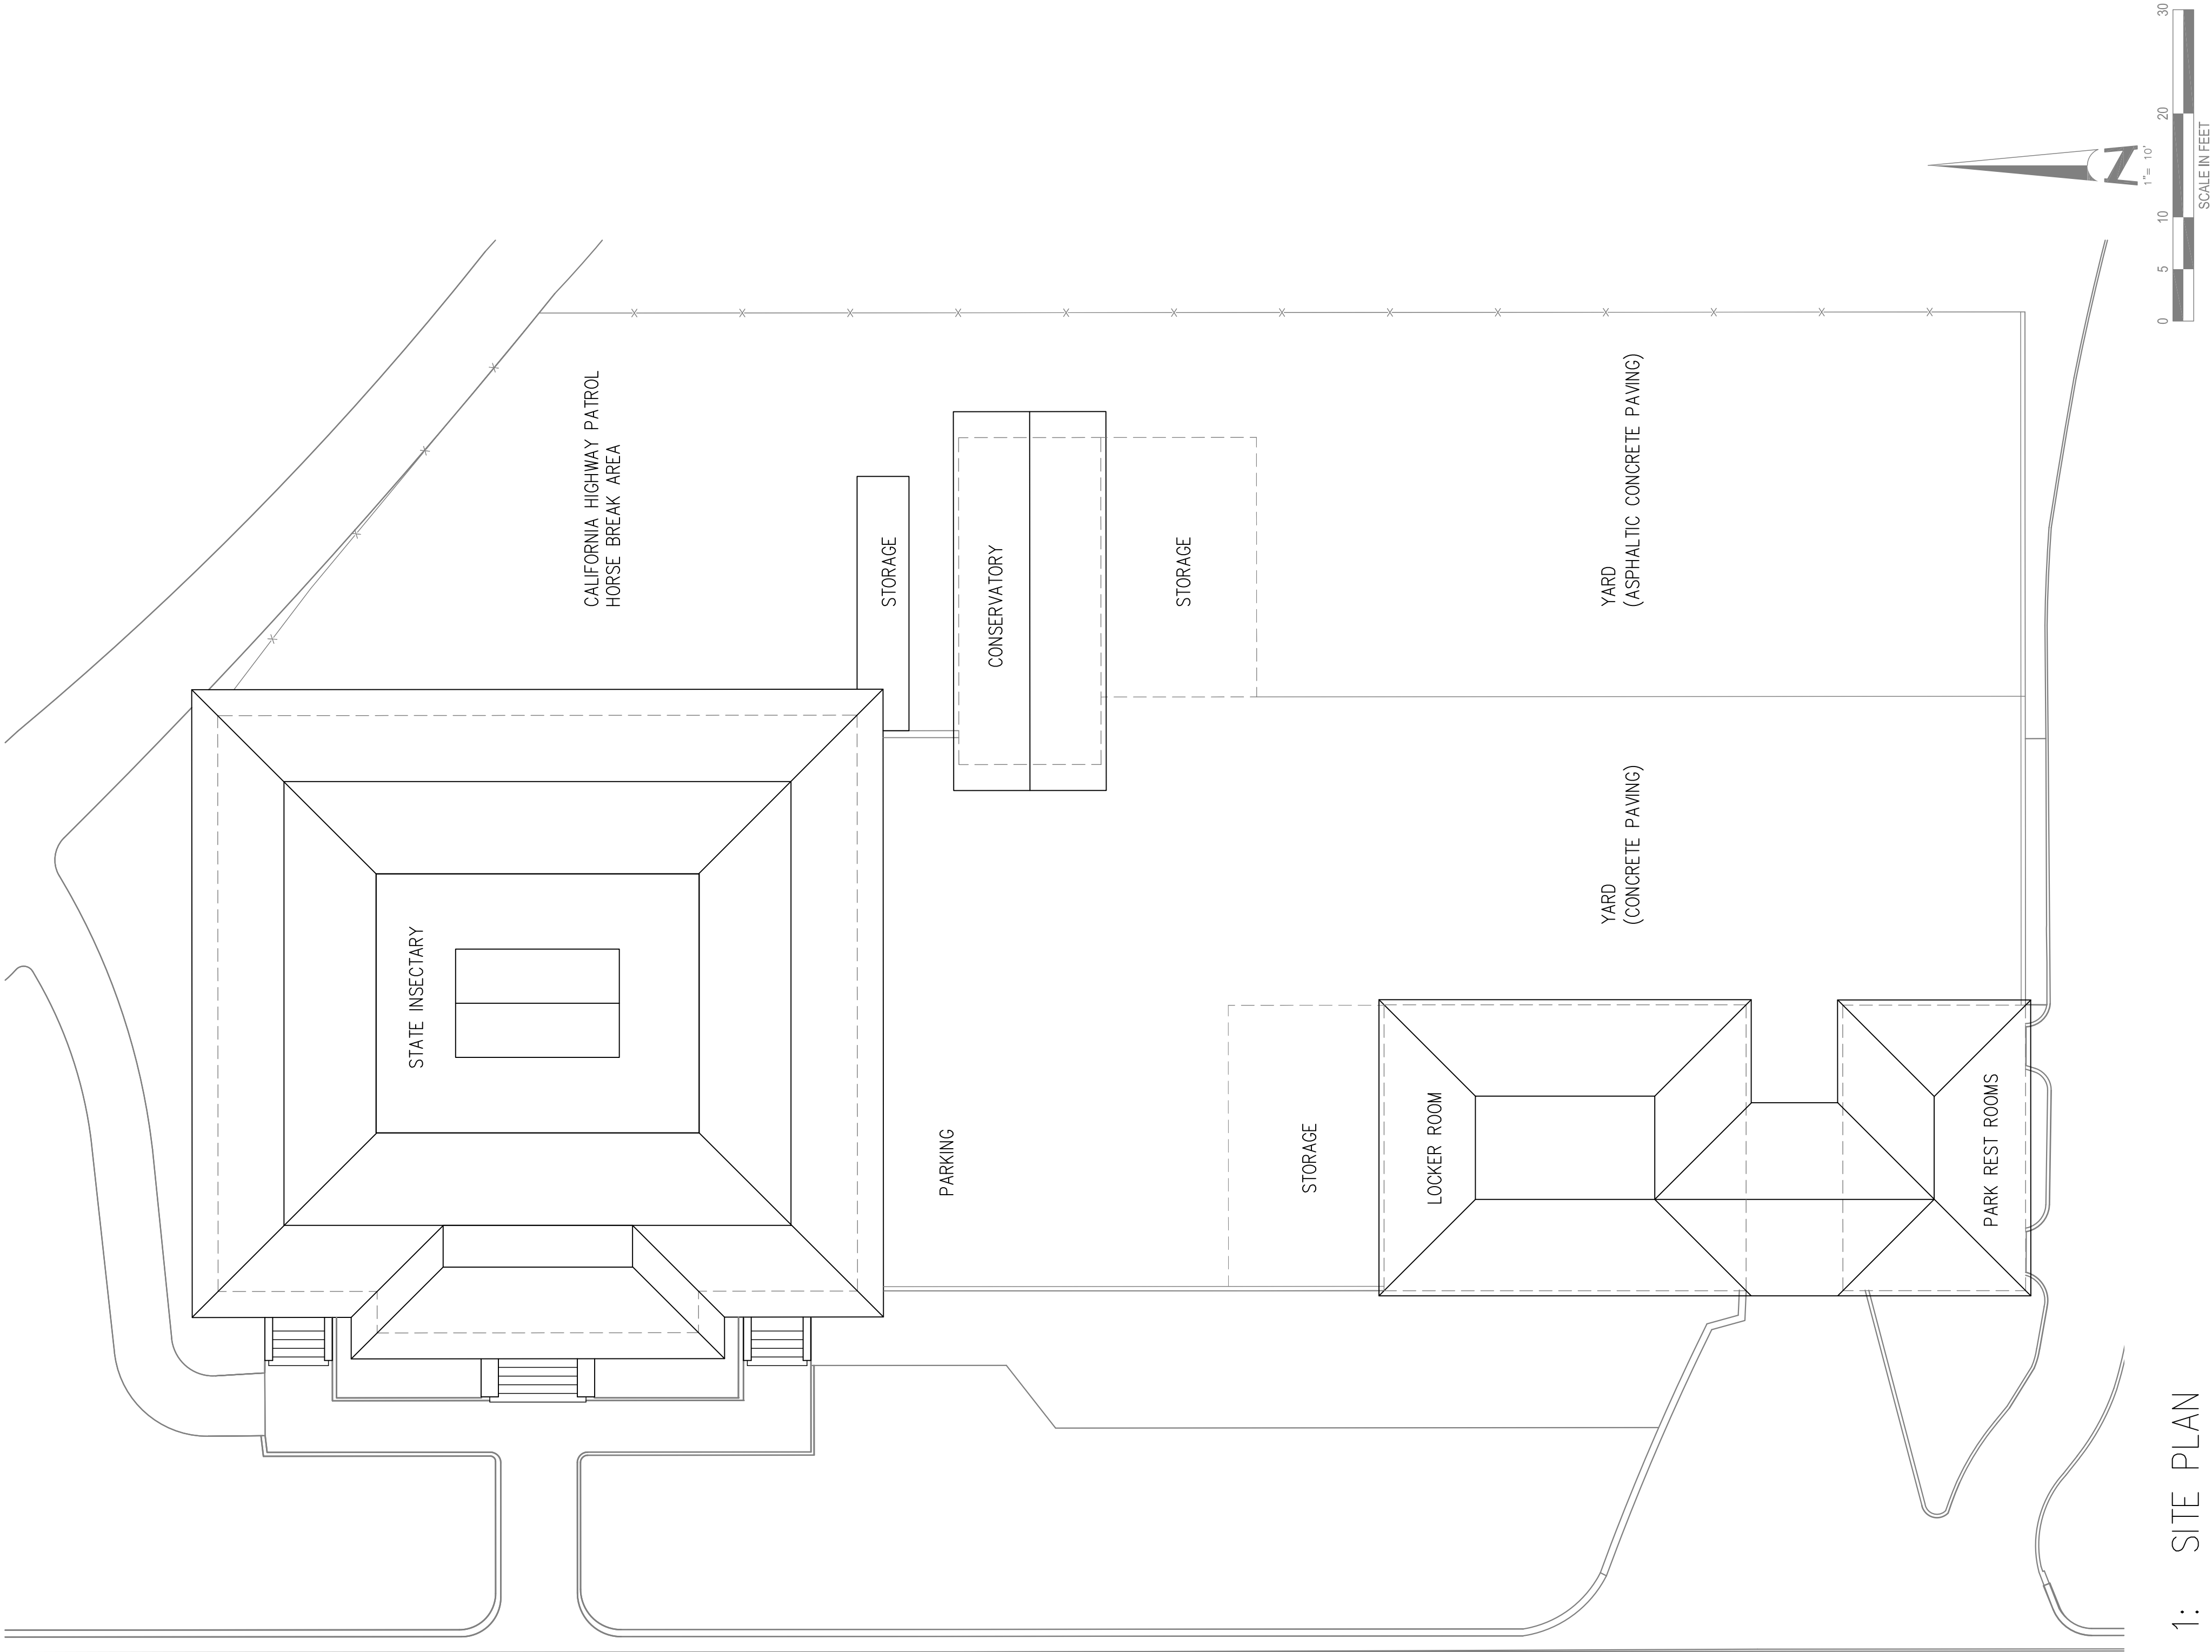 STATE INSECTARY
CALIFORNIA HIGHWAY PATROL
HORSE BREAK AREA
STORAGE
PARKING
CONSERVATORY
STORAGE
STORAGE
LOCKER ROOM
YARD
(CONCRETE PAVING)
YARD
(ASPHALTIC CONCRETE PAVING)
PARK REST ROOMS
N
1"= 10'
0 5 10 20 30
SCALE IN FEET
1: SITE PLAN